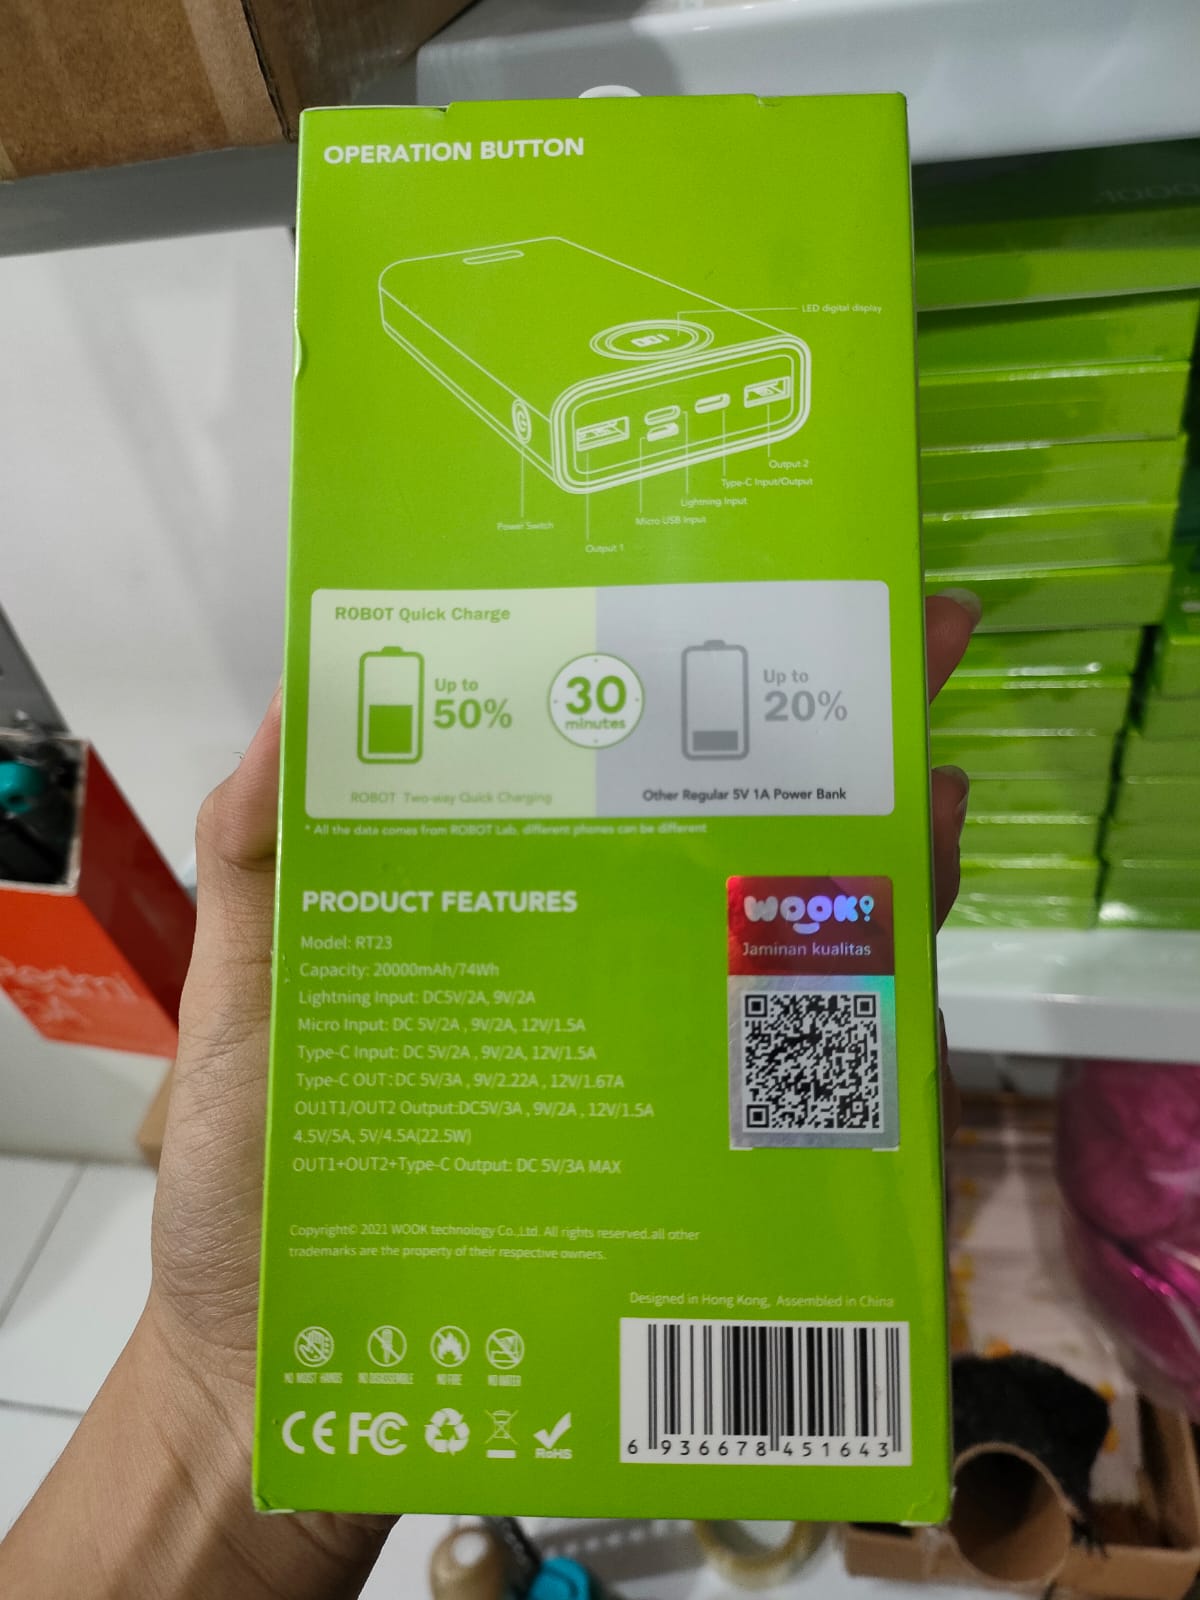 OPERATION BUTTON
LED digital display
Output 2
Type-C Input/Output
Lightning Input
Micro USB Input
Power Switch
Output 1
ROBOT Quick Charge
Up to
50%
30
minutes
Up to
20%
ROBOT Two-way Quick Charging
Other Regular 5V 1A Power Bank
* All the data comes from ROBOT Lab, different phones can be different
PRODUCT FEATURES
Model: RT23
Capacity: 20000mAh/74Wh
Lightning Input: DC5V/2A, 9V/2A
Micro Input: DC 5V/2A , 9V/2A, 12V/1.5A
Type-C Input: DC 5V/2A , 9V/2A, 12V/1.5A
Type-C OUT:DC 5V/3A , 9V/2.22A , 12V/1.67A
OU1T1/OUT2 Output:DC5V/3A , 9V/2A , 12V/1.5A
4.5V/5A, 5V/4.5A(22.5W)
OUT1+OUT2+Type-C Output: DC 5V/3A MAX
WOOK!
Jaminan kualitas
Copyright© 2021 WOOK technology Co.,Ltd. All rights reserved.all other
trademarks are the property of their respective owners.
Designed in Hong Kong, Assembled in China
NO MOIST HANDS NO DISASSEMBLE NO FIRE NO WATER
CE FC RoHS
6 936678 451643